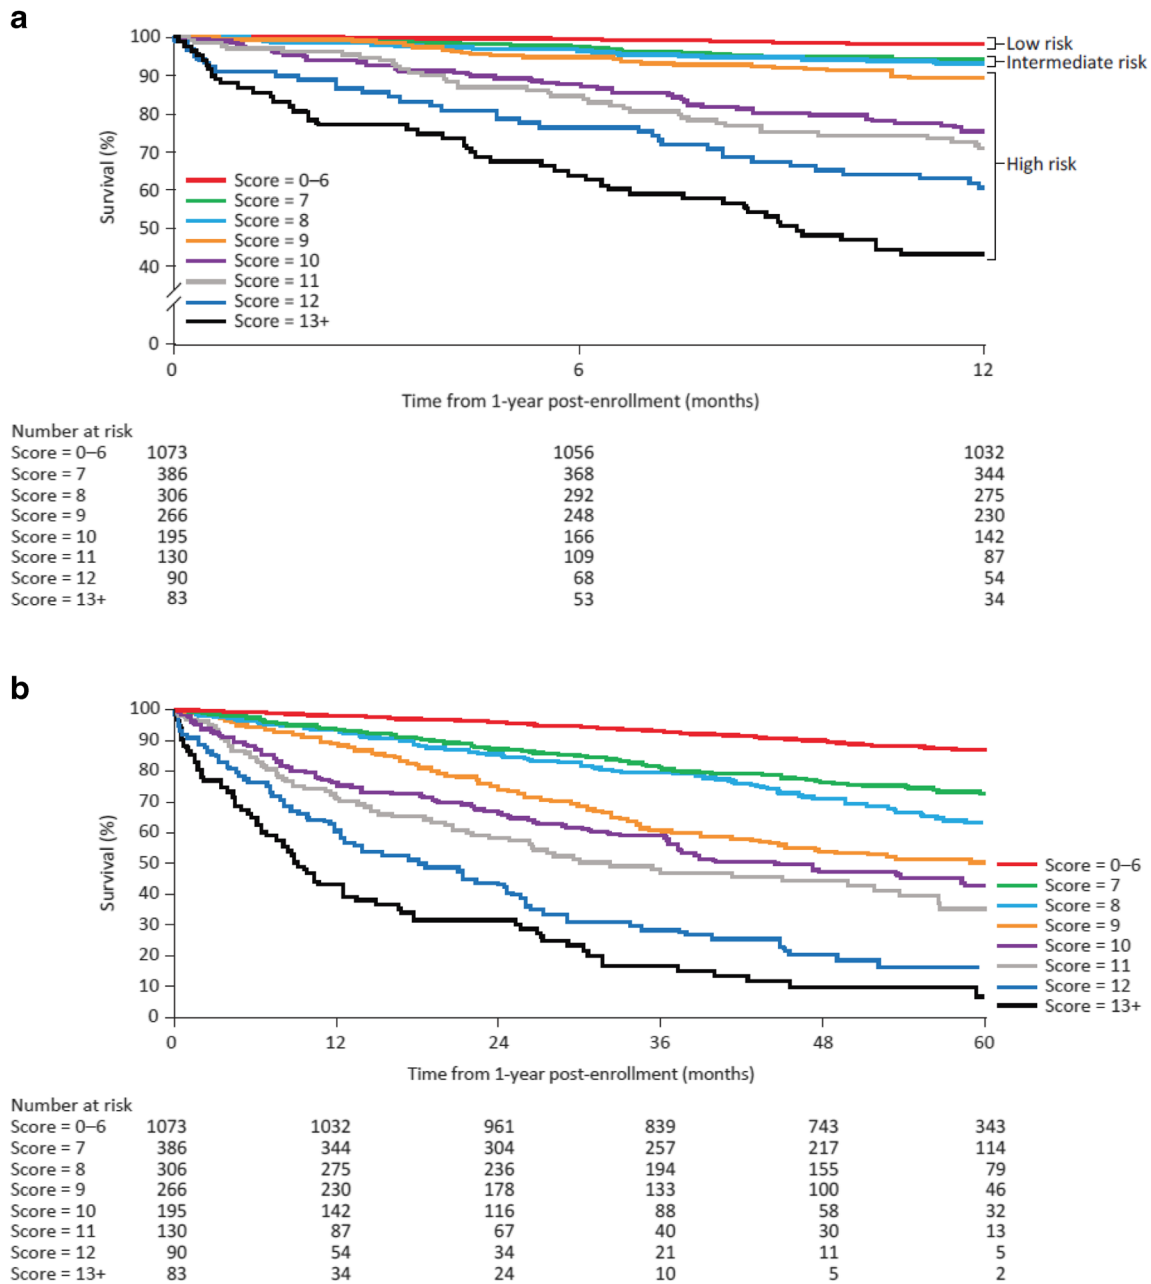 a
100
90
80
70
60
50
40
0
Survival (%)
Low risk
Intermediate risk
High risk
Score = 0–6
Score = 7
Score = 8
Score = 9
Score = 10
Score = 11
Score = 12
Score = 13+
0 6 12
Time from 1-year post-enrollment (months)
Number at risk
Score = 0–6 1073 1056 1032
Score = 7 386 368 344
Score = 8 306 292 275
Score = 9 266 248 230
Score = 10 195 166 142
Score = 11 130 109 87
Score = 12 90 68 54
Score = 13+ 83 53 34
b
100
90
80
70
60
50
40
30
20
10
0
Survival (%)
Score = 0–6
Score = 7
Score = 8
Score = 9
Score = 10
Score = 11
Score = 12
Score = 13+
0 12 24 36 48 60
Time from 1-year post-enrollment (months)
Number at risk
Score = 0–6 1073 1032 961 839 743 343
Score = 7 386 344 304 257 217 114
Score = 8 306 275 236 194 155 79
Score = 9 266 230 178 133 100 46
Score = 10 195 142 116 88 58 32
Score = 11 130 87 67 40 30 13
Score = 12 90 54 34 21 11 5
Score = 13+ 83 34 24 10 5 2